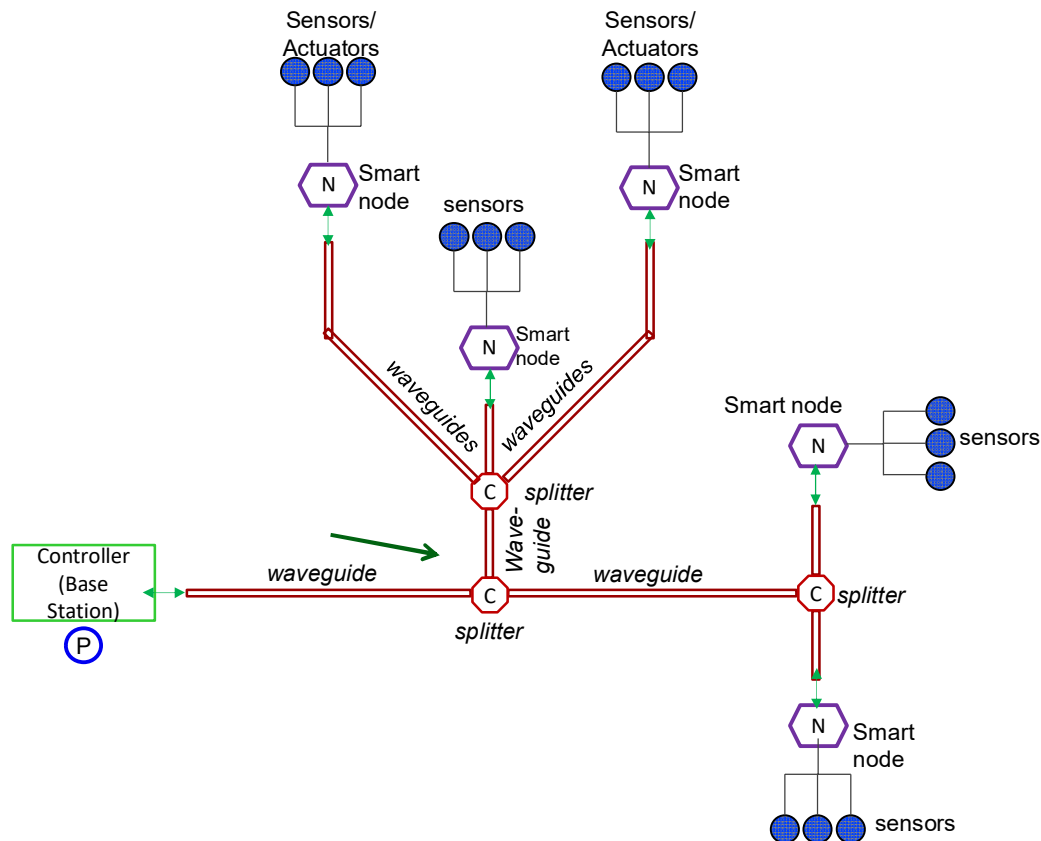 Sensors/
Actuators
Sensors/
Actuators
N
Smart
node
N
Smart
node
sensors
N
Smart
node
waveguides
waveguides
Smart node
N
sensors
C
splitter
Wave-
guide
Controller
(Base
Station)
waveguide
C
waveguide
C
splitter
splitter
P
N
Smart
node
sensors